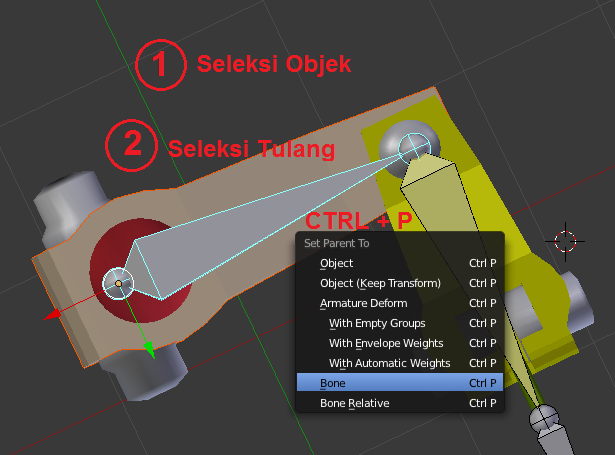 1 Seleksi Objek
2 Seleksi Tulang
CTRL + P
Set Parent To
Object Ctrl P
Object (Keep Transform) Ctrl P
Armature Deform Ctrl P
With Empty Groups Ctrl P
With Envelope Weights Ctrl P
With Automatic Weights Ctrl P
Bone Ctrl P
Bone Relative Ctrl P